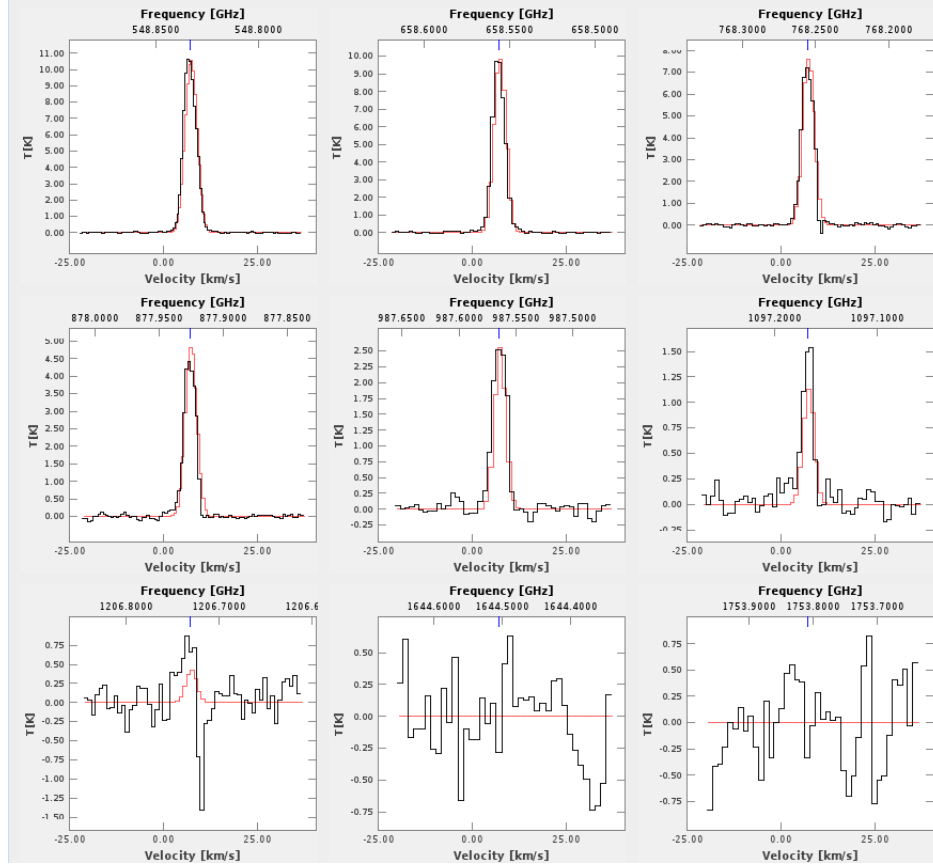 Frequency [GHz] Frequency [GHz] Frequency [GHz]
548.8500 548.8000 658.6000 658.5500 658.5000 768.3000 768.2500 768.2000
11.00 10.00 8.00
10.00 9.00 7.00
9.00 8.00 6.00
8.00 7.00 5.00
7.00 6.00 4.00
6.00 5.00 3.00
5.00 4.00 2.00
4.00 3.00 1.00
3.00 2.00 0.00
2.00 1.00
1.00 0.00
0.00
T[K] T[K] T[K]
-25.00 0.00 25.00 -25.00 0.00 25.00 -25.00 0.00 25.00
Velocity [km/s] Velocity [km/s] Velocity [km/s]
Frequency [GHz] Frequency [GHz] Frequency [GHz]
878.0000 877.9500 877.9000 877.8500 987.6500 987.6000 987.5500 987.5000 1097.2000 1097.1000
5.00 2.50 1.50
4.50 2.25 1.25
4.00 2.00 1.00
3.50 1.75 0.75
3.00 1.50 0.50
2.50 1.25 0.25
2.00 1.00 0.00
1.50 0.75 -0.25
1.00 0.50
0.50 0.25
0.00 0.00
-0.25
T[K] T[K] T[K]
-25.00 0.00 25.00 -25.00 0.00 25.00 -25.00 0.00 25.00
Velocity [km/s] Velocity [km/s] Velocity [km/s]
Frequency [GHz] Frequency [GHz] Frequency [GHz]
1206.8000 1206.7000 1206.6 1644.6000 1644.5000 1644.4000 1753.9000 1753.8000 1753.7000
0.75 0.50 0.75
0.50 0.25 0.50
0.25 0.00 0.25
0.00 -0.25 0.00
-0.25 -0.50 -0.25
-0.50 -0.75 -0.50
-0.75 -0.75
-1.00
-1.25
-1.50
T[K] T[K] T[K]
-25.00 0.00 25.00 -25.00 0.00 25.00 -25.00 0.00 25.00
Velocity [km/s] Velocity [km/s] Velocity [km/s]